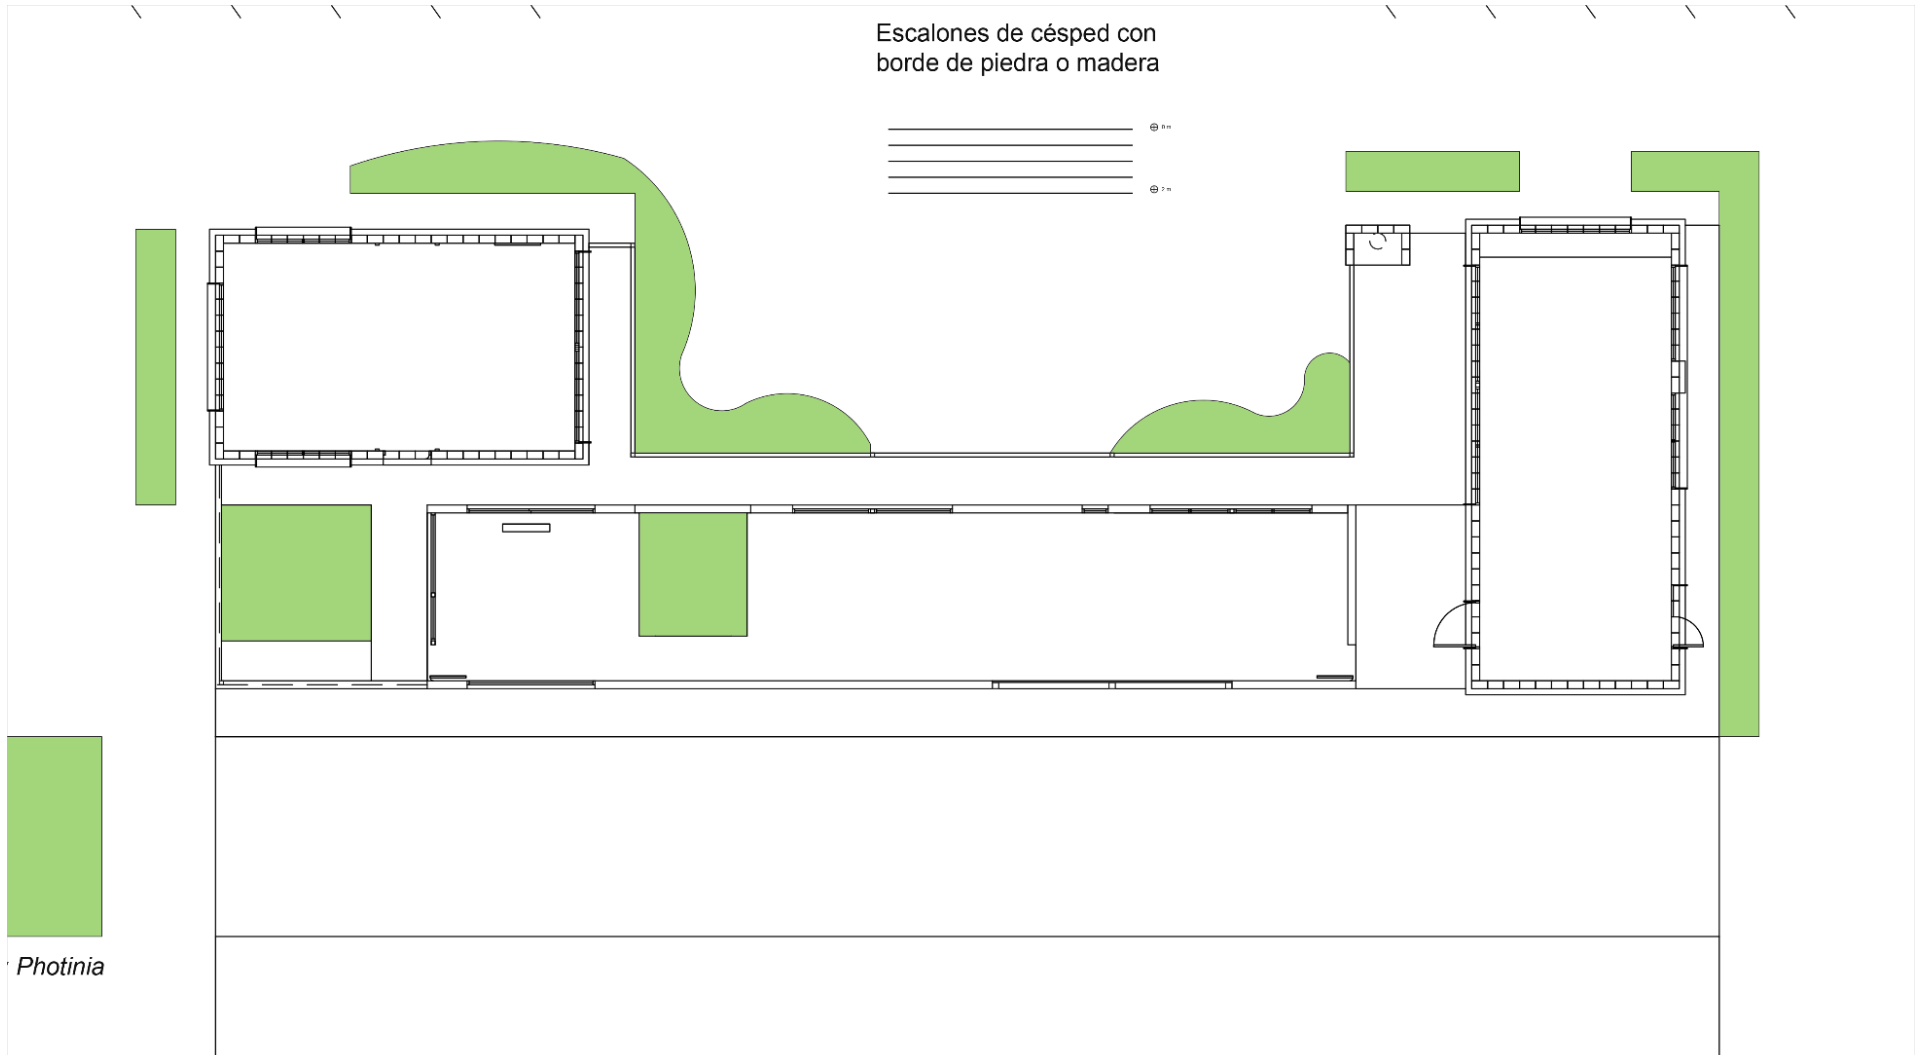 Escalones de césped con
borde de piedra o madera
Photinia